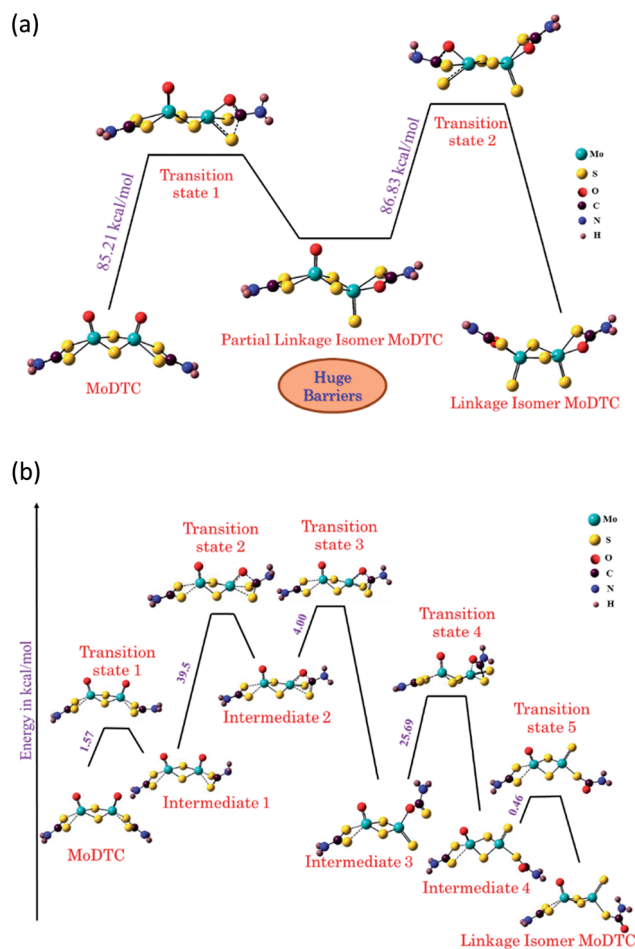 (a)
Transition
state 1
Transition
state 2
85.21 kcal/mol
86.83 kcal/mol
Mo
S
O
C
N
H
MoDTC
Partial Linkage Isomer MoDTC
Huge
Barriers
Linkage Isomer MoDTC
(b)
Energy in kcal/mol
Transition
state 1
Transition
state 2
Transition
state 3
Transition
state 4
Transition
state 5
1.57
39.5
4.00
25.69
0.46
Mo
S
O
C
N
H
MoDTC
Intermediate 1
Intermediate 2
Intermediate 3
Intermediate 4
Linkage Isomer MoDTC